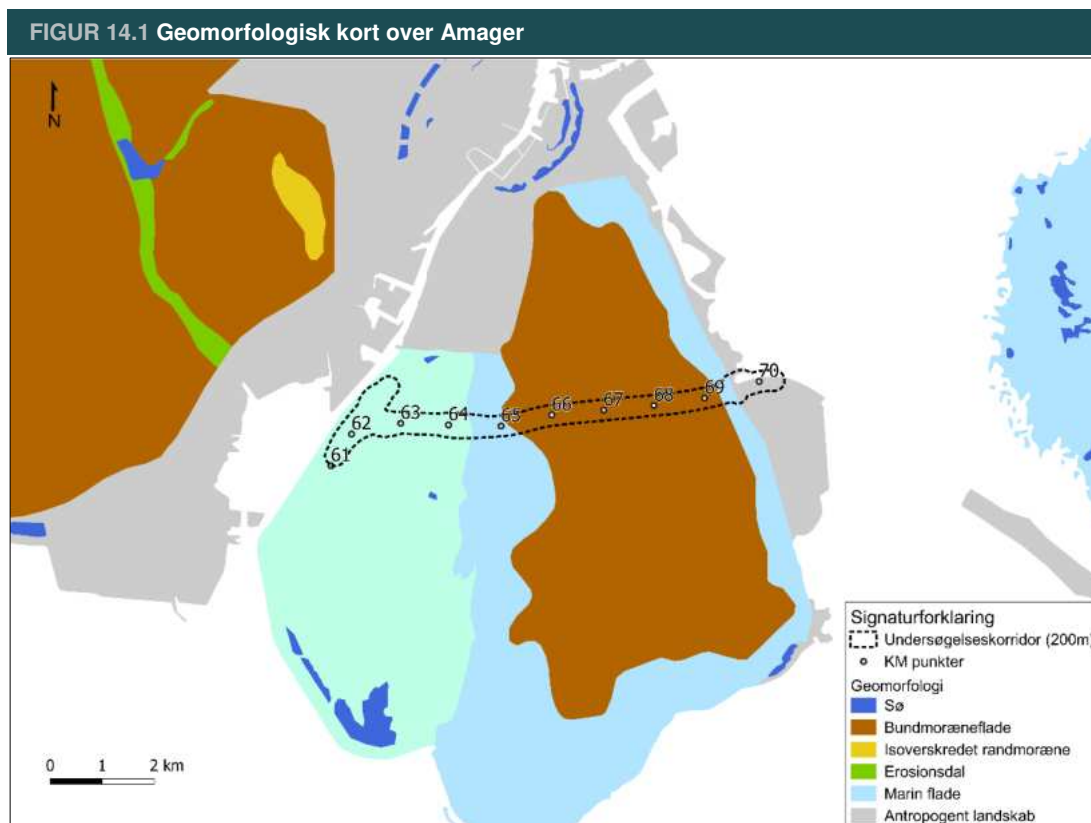 FIGUR 14.1 Geomorfologisk kort over Amager
N
70
69
68
67
66
65
64
63
62
61
0 1 2 km
Signaturforklaring
Undersøgelseskorridor (200m)
KM punkter
Geomorfologi
Sø
Bundmoræneflade
Isoverskredet randmoræne
Erosionsdal
Marin flade
Antropogent landskab